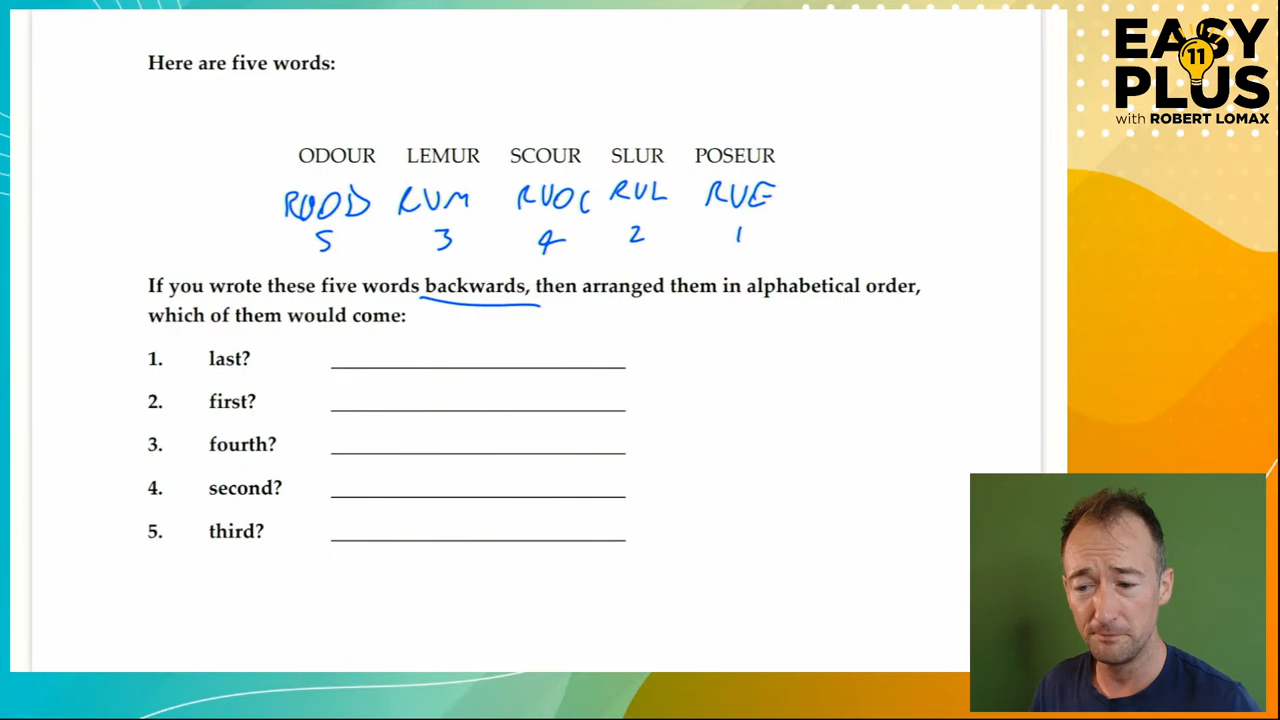 EASY
11
PLUS
with ROBERT LOMAX
Here are five words:
ODOUR LEMUR SCOUR SLUR POSEUR
RUOD RUM RUOC RUL RUE
5 3 4 2 1
If you wrote these five words backwards, then arranged them in alphabetical order,
which of them would come:
1. last?
2. first?
3. fourth?
4. second?
5. third?